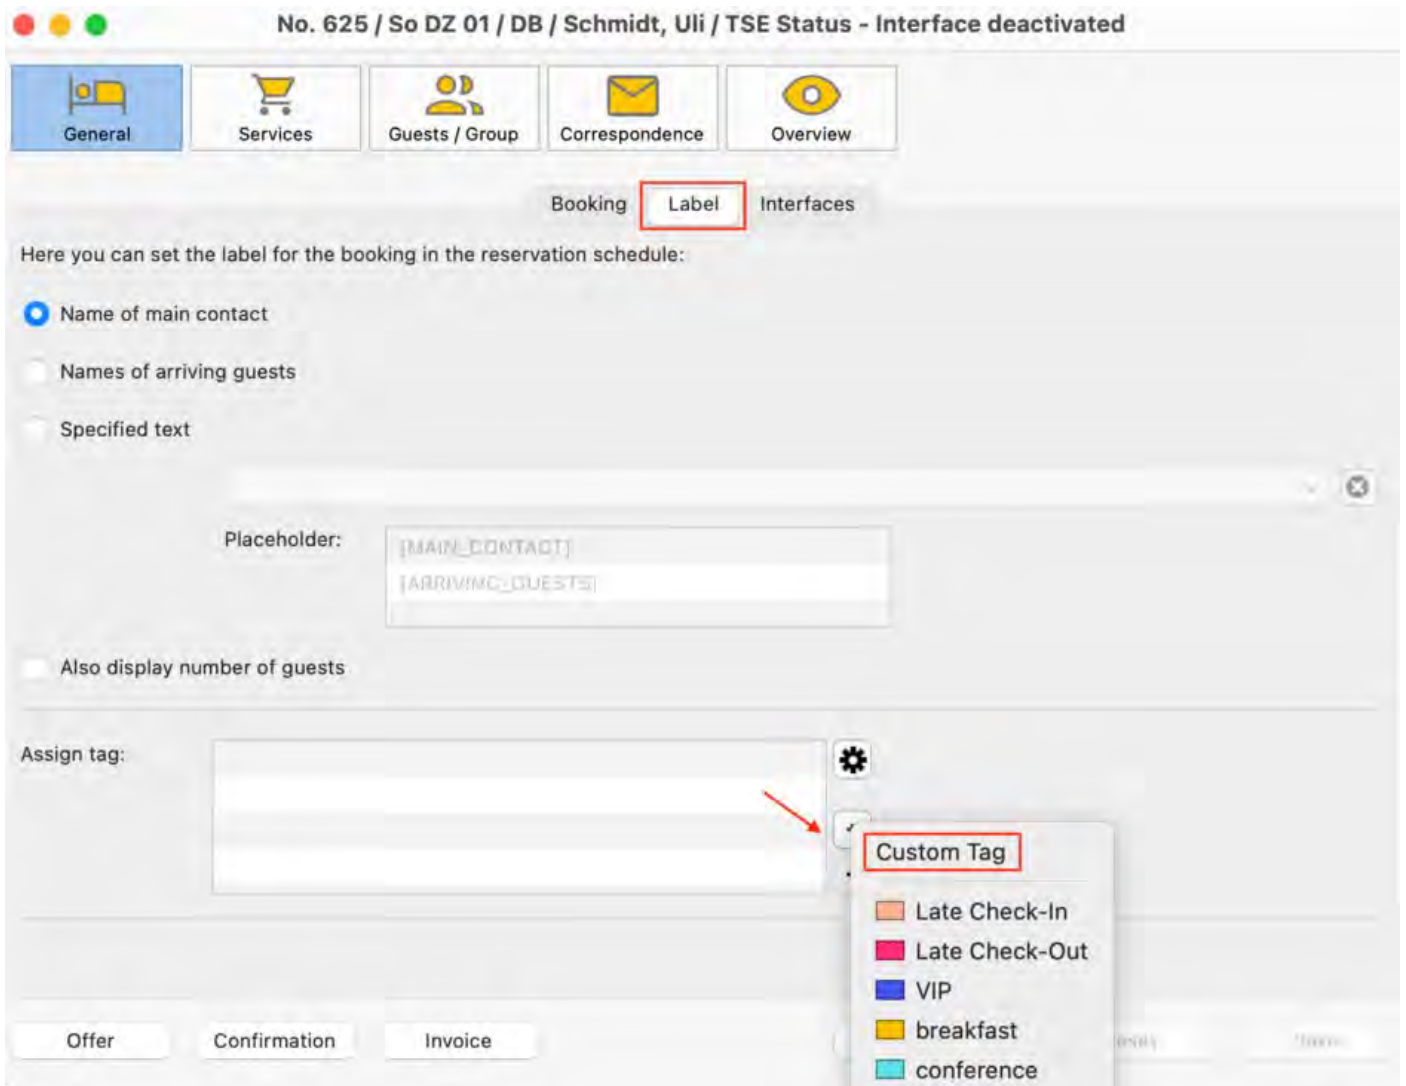 No. 625 / So DZ 01 / DB / Schmidt, Uli / TSE Status - Interface deactivated
General Services Guests / Group Correspondence Overview
Booking Label Interfaces
Here you can set the label for the booking in the reservation schedule:
Name of main contact
Names of arriving guests
Specified text
Placeholder:
[MAIN_CONTACT]
[ARRIVING_GUESTS]
Also display number of guests
Assign tag:
Custom Tag
Late Check-In
Late Check-Out
VIP
breakfast
conference
Offer Confirmation Invoice